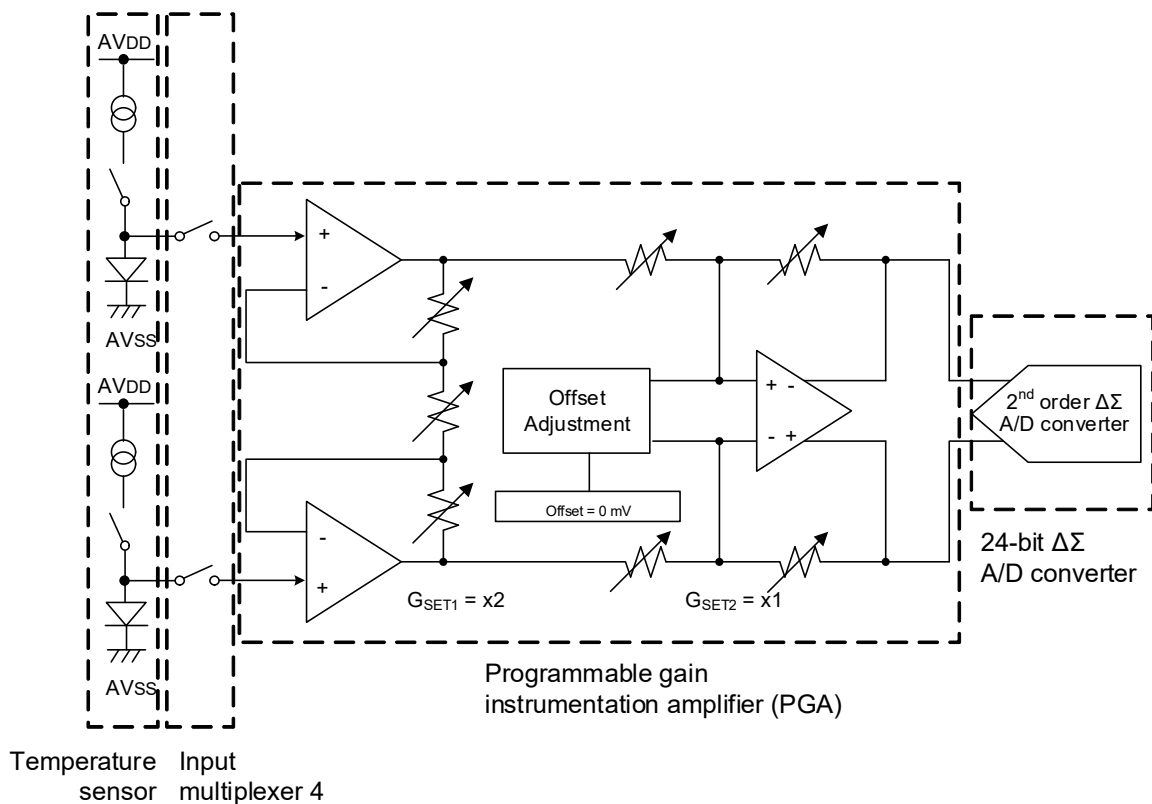 AVDD
+
-
AVSS
AVDD
Offset
Adjustment
Offset = 0 mV
+ -
- +
2nd order ΔΣ
A/D converter
-
+
AVSS
GSET1 = x2
GSET2 = x1
24-bit ΔΣ
A/D converter
Programmable gain
instrumentation amplifier (PGA)
Temperature
sensor
Input
multiplexer 4